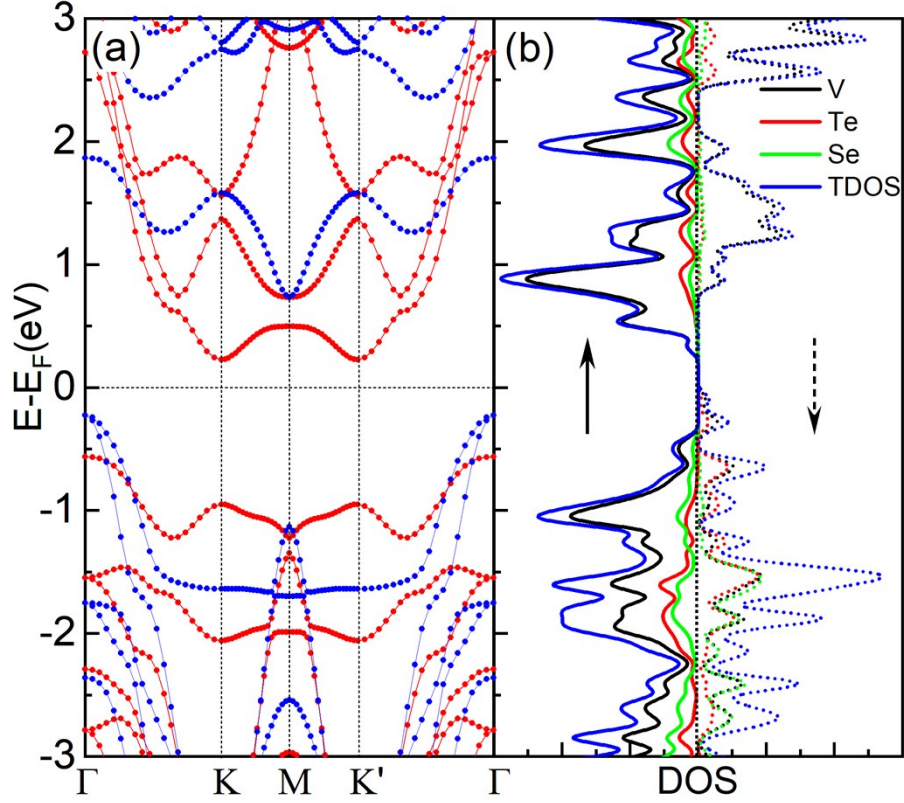 (a)
(b)
3
2
1
0
-1
-2
-3
E-E_F(eV)
V
Te
Se
TDOS
Γ K M K' Γ
DOS